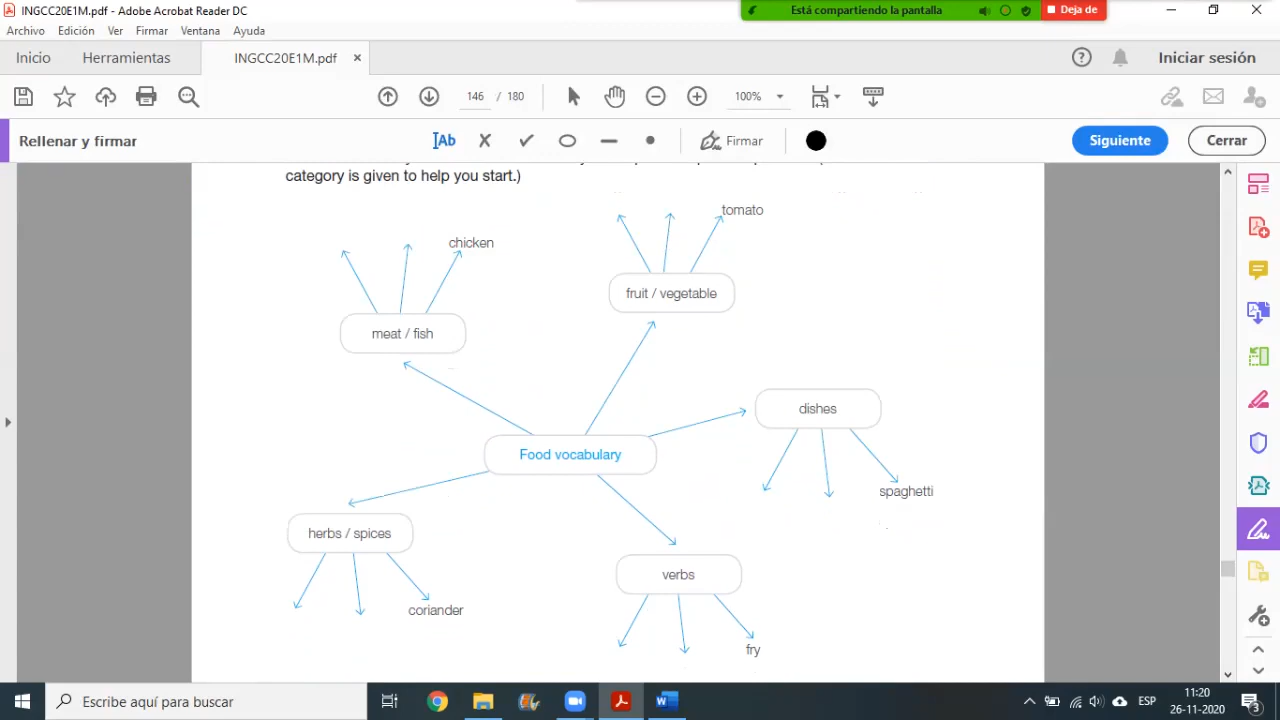 INGCC20E1M.pdf - Adobe Acrobat Reader DC
Está compartiendo la pantalla
Deja de
Archivo Edición Ver Firmar Ventana Ayuda
Inicio Herramientas INGCC20E1M.pdf × Iniciar sesión
146 / 180 100%
Rellenar y firmar Ab Firmar Siguiente Cerrar
category is given to help you start.)
tomato
chicken
fruit / vegetable
meat / fish
dishes
Food vocabulary
spaghetti
herbs / spices
verbs
coriander
fry
Escribe aquí para buscar
ESP
11:20
26-11-2020
3